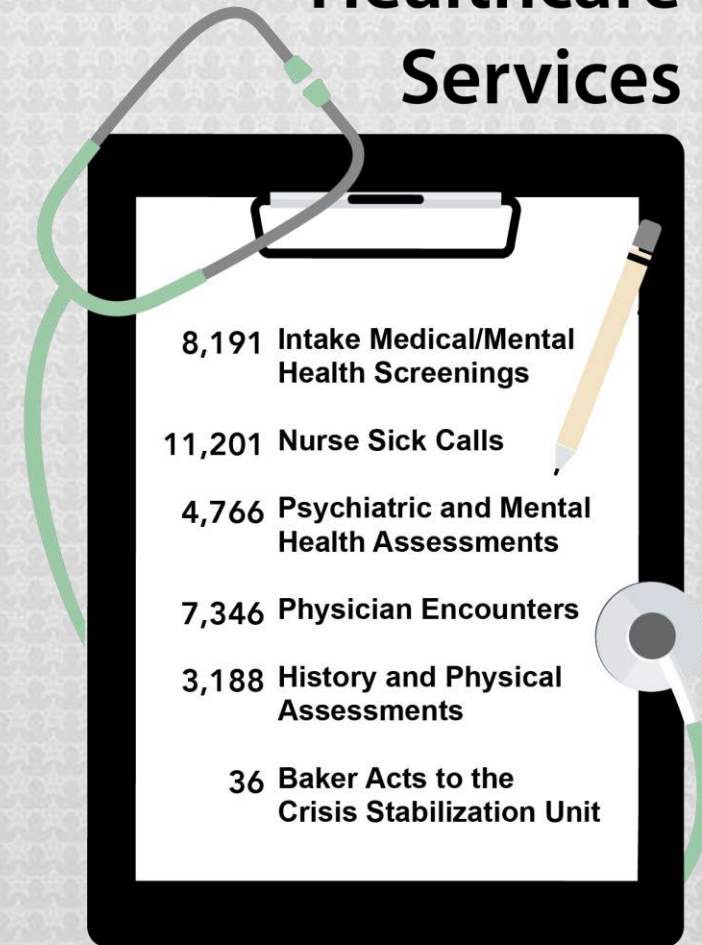 Healthcare
Services
8,191 Intake Medical/Mental
Health Screenings
11,201 Nurse Sick Calls
4,766 Psychiatric and Mental
Health Assessments
7,346 Physician Encounters
3,188 History and Physical
Assessments
36 Baker Acts to the
Crisis Stabilization Unit